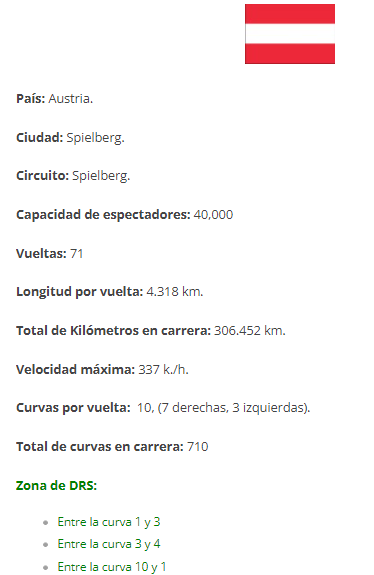 País: Austria.
Ciudad: Spielberg.
Circuito: Spielberg.
Capacidad de espectadores: 40,000
Vueltas: 71
Longitud por vuelta: 4.318 km.
Total de Kilómetros en carrera: 306.452 km.
Velocidad máxima: 337 k./h.
Curvas por vuelta:  10, (7 derechas, 3 izquierdas).
Total de curvas en carrera: 710
Zona de DRS:
Entre la curva 1 y 3
Entre la curva 3 y 4
Entre la curva 10 y 1